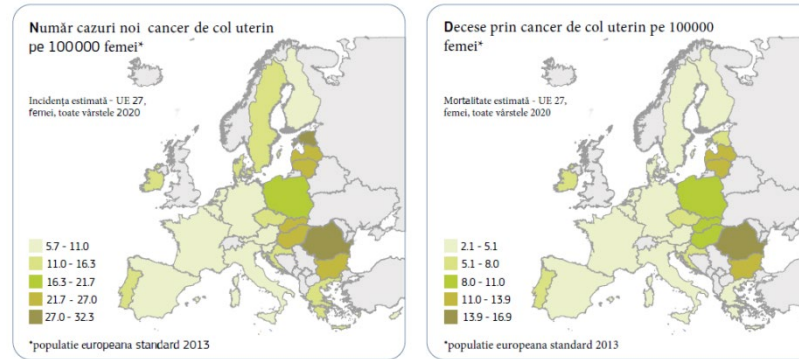 Număr cazuri noi cancer de col uterin
pe 100000 femei*
Incidența estimată - UE 27,
femei, toate vârstele 2020
5.7 - 11.0
11.0 - 16.3
16.3 - 21.7
21.7 - 27.0
27.0 - 32.3
*populatie europeana standard 2013
Decese prin cancer de col uterin pe 100000
femei*
Mortalitate estimată - UE 27,
femei, toate vârstele 2020
2.1 - 5.1
5.1 - 8.0
8.0 - 11.0
11.0 - 13.9
13.9 - 16.9
*populatie europeana standard 2013